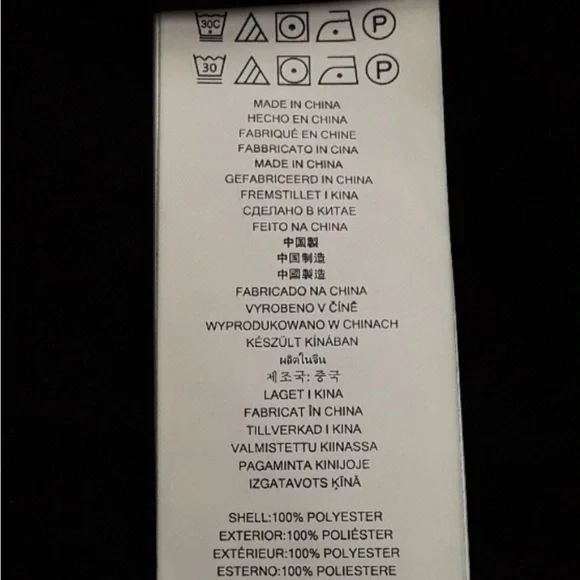 30C
30
P
P
MADE IN CHINA
HECHO EN CHINA
FABRIQUÉ EN CHINE
FABBRICATO IN CINA
MADE IN CHINA
GEFABRICEERD IN CHINA
FREMSTILLET I KINA
СДЕЛАНО В КИТАЕ
FEITO NA CHINA
中国製
中国制造
中國製造
FABRICADO NA CHINA
VYROBENO V ČÍNĚ
WYPRODUKOWANO W CHINACH
KÉSZÜLT KÍNÁBAN
ผลิตในจีน
제조국: 중국
LAGET I KINA
FABRICAT ÎN CHINA
TILLVERKAD I KINA
VALMISTETTU KIINASSA
PAGAMINTA KINIJOJE
IZGATAVOTS ĶĪNĀ
SHELL:100% POLYESTER
EXTERIOR:100% POLIÉSTER
EXTÉRIEUR:100% POLYESTER
ESTERNO:100% POLIESTERE